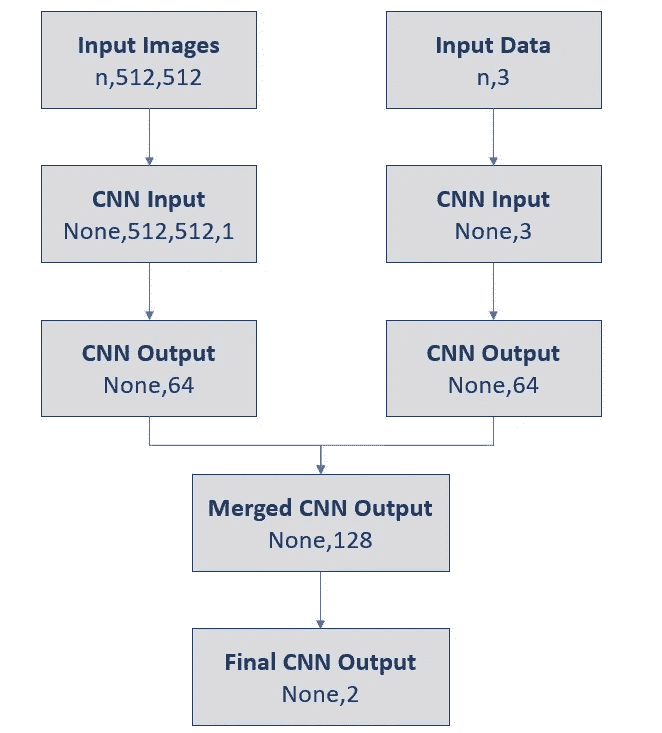 Input Images
n,512,512
Input Data
n,3
CNN Input
None,512,512,1
CNN Input
None,3
CNN Output
None,64
CNN Output
None,64
Merged CNN Output
None,128
Final CNN Output
None,2